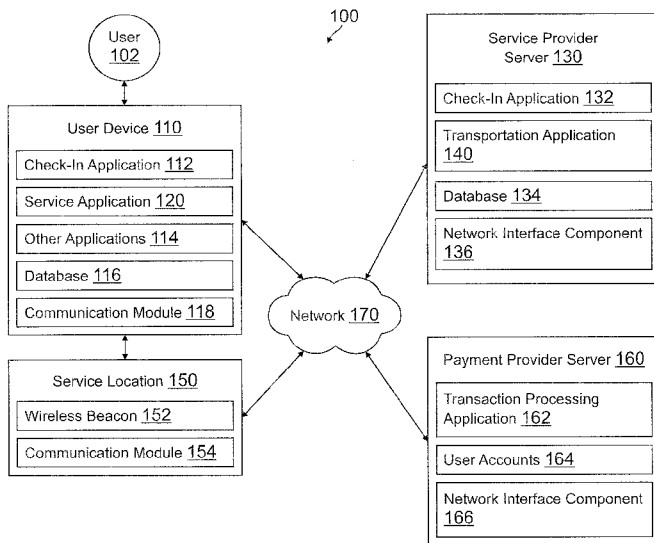 100
User
102
User Device 110
Check-In Application 112
Service Application 120
Other Applications 114
Database 116
Communication Module 118
Service Location 150
Wireless Beacon 152
Communication Module 154
Network 170
Service Provider
Server 130
Check-In Application 132
Transportation Application
140
Database 134
Network Interface Component
136
Payment Provider Server 160
Transaction Processing
Application 162
User Accounts 164
Network Interface Component
166